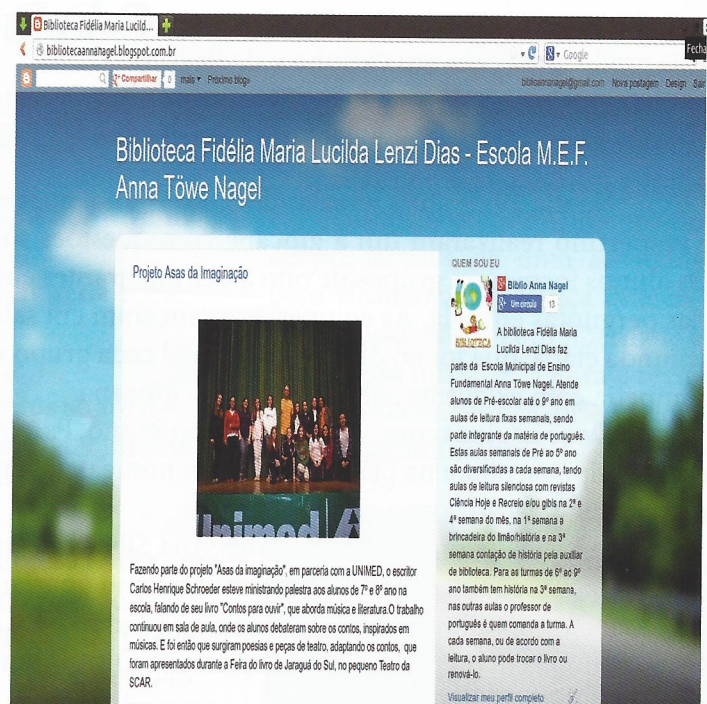 Biblioteca Fidélia Maria Lucild...
bibliotecaannanagel.blogspot.com.br
Google
Fecha
Compartilhar 0 mais Próximo blog»
biblioannanagel@gmail.com Nova postagem Design Sair
Biblioteca Fidélia Maria Lucilda Lenzi Dias - Escola M.E.F.
Anna Töwe Nagel
Projeto Asas da Imaginação
Unimed
Fazendo parte do projeto "Asas da imaginação", em parceria com a UNIMED, o escritor
Carlos Henrique Schroeder esteve ministrando palestra aos alunos de 7º e 8º ano na
escola, falando de seu livro "Contos para ouvir", que aborda música e literatura.O trabalho
continuou em sala de aula, onde os alunos debateram sobre os contos, inspirados em
músicas. E foi então que surgiram poesias e peças de teatro, adaptando os contos, que
foram apresentados durante a Feira do livro de Jaraguá do Sul, no pequeno Teatro da
SCAR.
QUEM SOU EU
BIBLIOTECA
Biblio Anna Nagel
Um círculo 13
A biblioteca Fidélia Maria
Lucilda Lenzi Dias faz
parte da Escola Municipal de Ensino
Fundamental Anna Töwe Nagel. Atende
alunos de Pré-escolar até o 9º ano em
aulas de leitura fixas semanais, sendo
parte integrante da matéria de português.
Estas aulas semanais de Pré ao 5º ano
são diversificadas a cada semana, tendo
aulas de leitura silenciosa com revistas
Ciência Hoje e Recreio e/ou gibis na 2ª e
4ª semana do mês, na 1ª semana a
brincadeira do limão/história e na 3ª
semana contação de história pela auxiliar
de biblioteca. Para as turmas de 6º ao 9º
ano também tem história na 3ª semana,
nas outras aulas o professor de
português é quem comanda a turma. A
cada semana, ou de acordo com a
leitura, o aluno pode trocar o livro ou
renová-lo.
Visualizar meu perfil completo